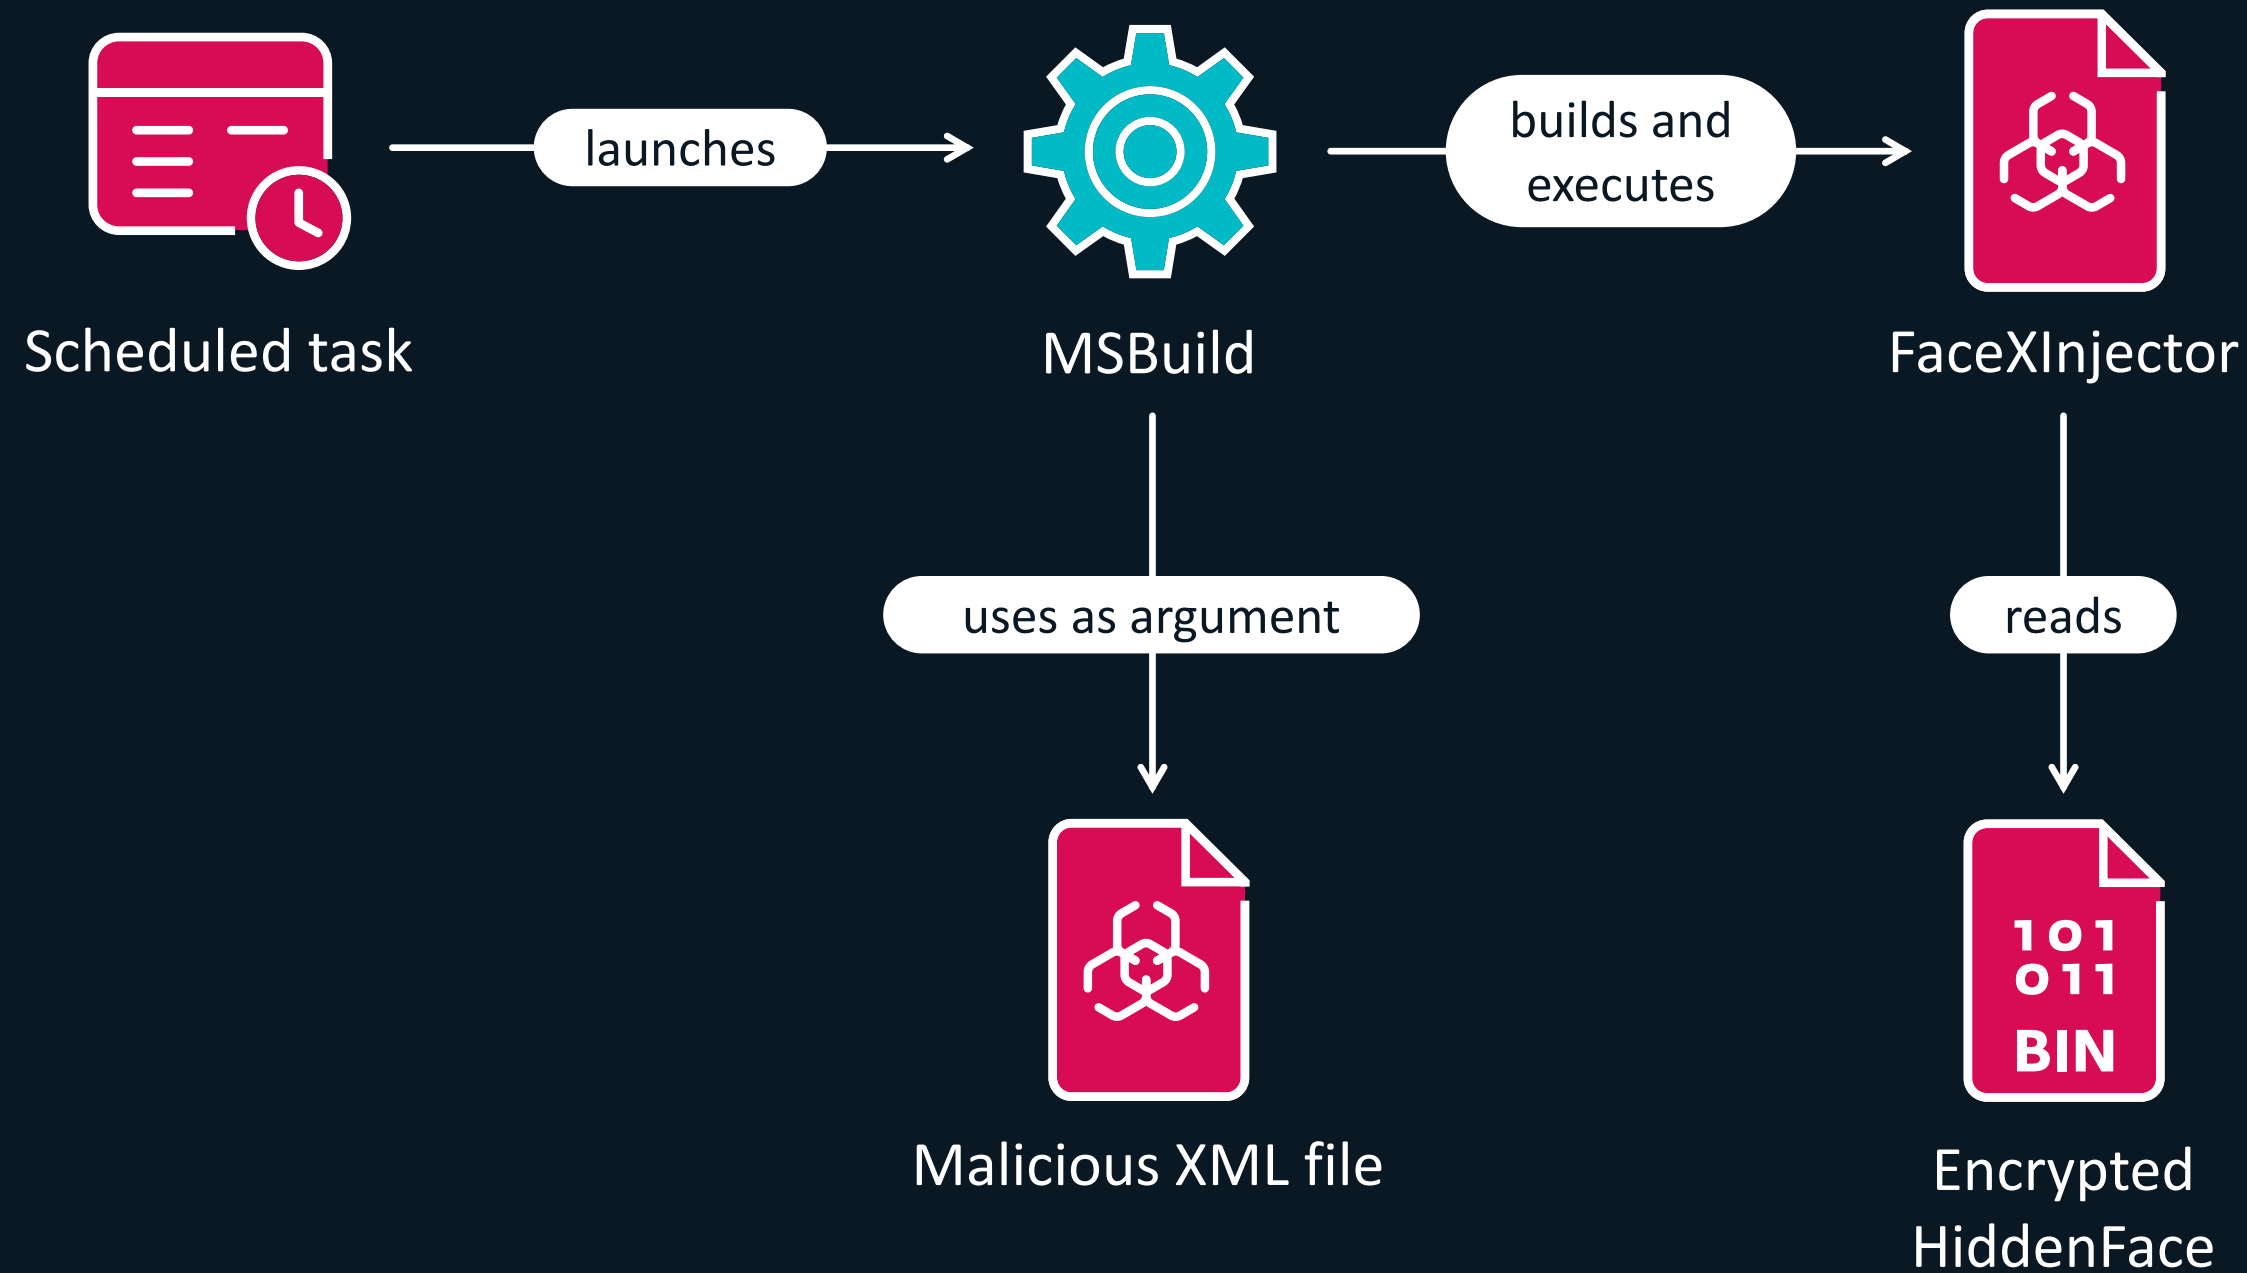 launches
builds and
executes
Scheduled task
MSBuild
FaceXInjector
uses as argument
reads
101
011
BIN
Malicious XML file
Encrypted
HiddenFace